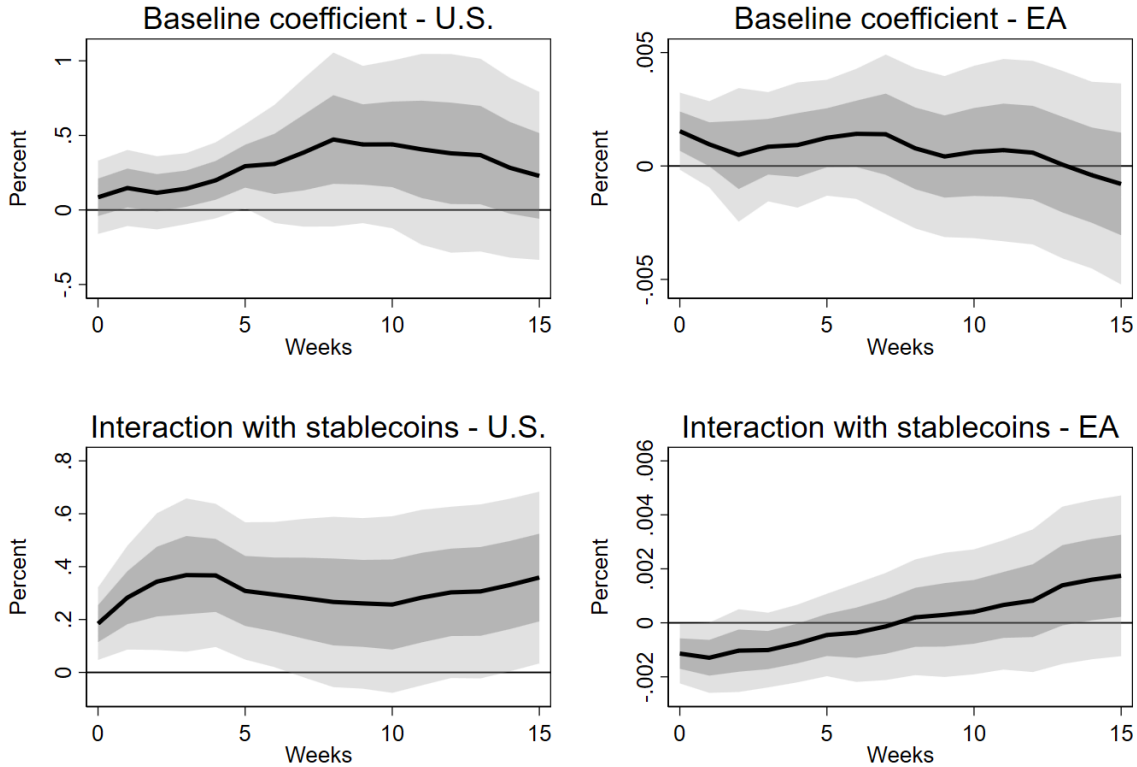 Baseline coefficient - U.S.
Percent
1
.5
0
-.5
0 5 10 15
Weeks
Baseline coefficient - EA
Percent
.005
0
-.005
0 5 10 15
Weeks
Interaction with stablecoins - U.S.
Percent
.8
.6
.4
.2
0
0 5 10 15
Weeks
Interaction with stablecoins - EA
Percent
.006
.004
.002
0
-.002
0 5 10 15
Weeks